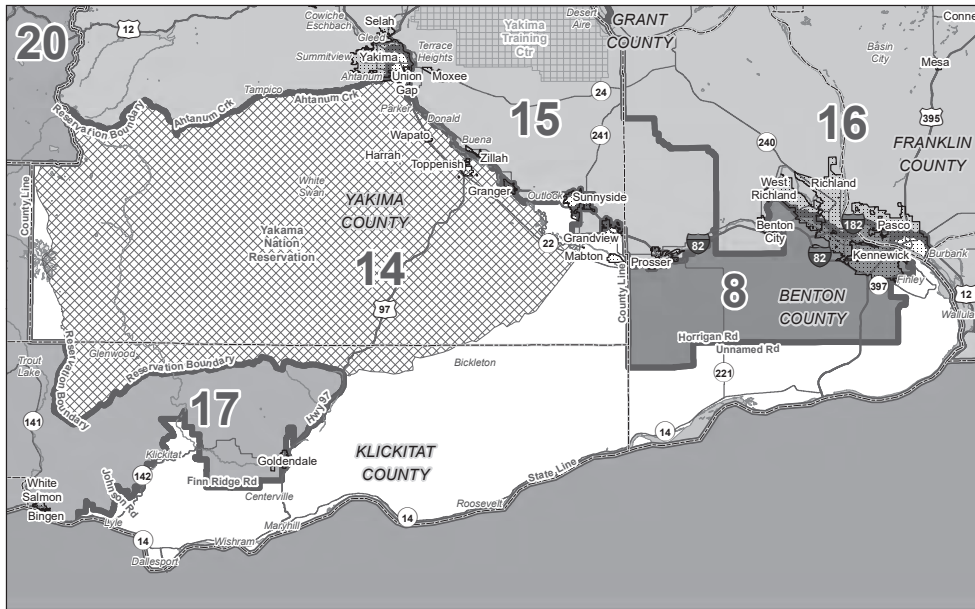 20
12
Cowiche
Eschbach
Selah
Gleed
Summitview
Yakima
Terrace
Heights
Ahtanum
Union
Gap
Moxee
Yakima
Training
Ctr
Desert
Aire
GRANT
COUNTY
Basin
City
Conne
Mesa
Reservation Boundary
Ahtanum Crk
Tampico
Ahtanum Crk
Parker
Donald
24
15
241
240
16
395
FRANKLIN
COUNTY
Wapato
Buena
Harrah
Toppenish
Zillah
White
Swan
Granger
Outlook
Sunnyside
West
Richland
Richland
County Line
YAKIMA
COUNTY
Yakama
Nation
Reservation
22
Grandview
Mabton
82
Prosser
Benton
City
182
Pasco
82
Kennewick
Burbank
14
97
County Line
8
BENTON
COUNTY
397
Finley
12
Wallula
Reservation Boundary
Trout
Lake
Glenwood
Reservation Boundary
Bickleton
Horrigan Rd
Unnamed Rd
221
141
17
Hwy 97
Klickitat
142
Goldendale
KLICKITAT
COUNTY
14
State Line
White
Salmon
Bingen
Johnson Rd
Finn Ridge Rd
Centerville
Roosevelt
Lyle
Maryhill
14
14
Wishram
Dallesport